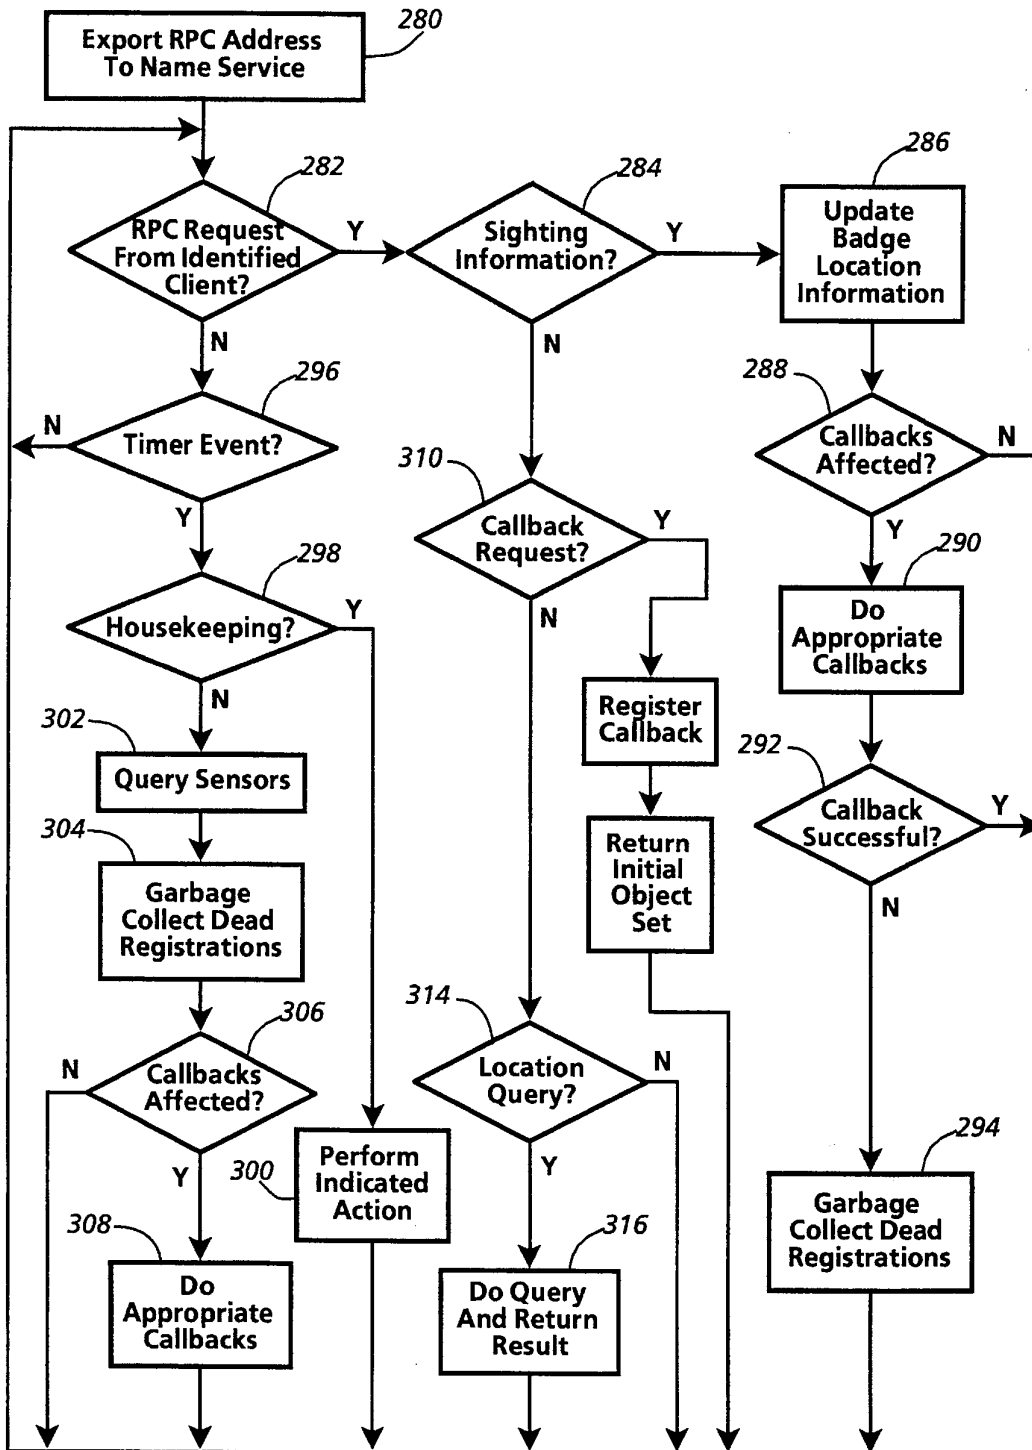 280
Export RPC Address
To Name Service
282
RPC Request
From Identified
Client?
Y
N
284
Sighting
Information?
Y
N
286
Update
Badge
Location
Information
296
Timer Event?
N
Y
288
Callbacks
Affected?
N
Y
310
Callback
Request?
Y
N
298
Housekeeping?
Y
N
290
Do
Appropriate
Callbacks
Register
Callback
302
Query Sensors
292
Callback
Successful?
Y
N
304
Garbage
Collect Dead
Registrations
Return
Initial
Object
Set
306
Callbacks
Affected?
N
Y
314
Location
Query?
N
Y
300
Perform
Indicated
Action
294
Garbage
Collect Dead
Registrations
308
Do
Appropriate
Callbacks
316
Do Query
And Return
Result